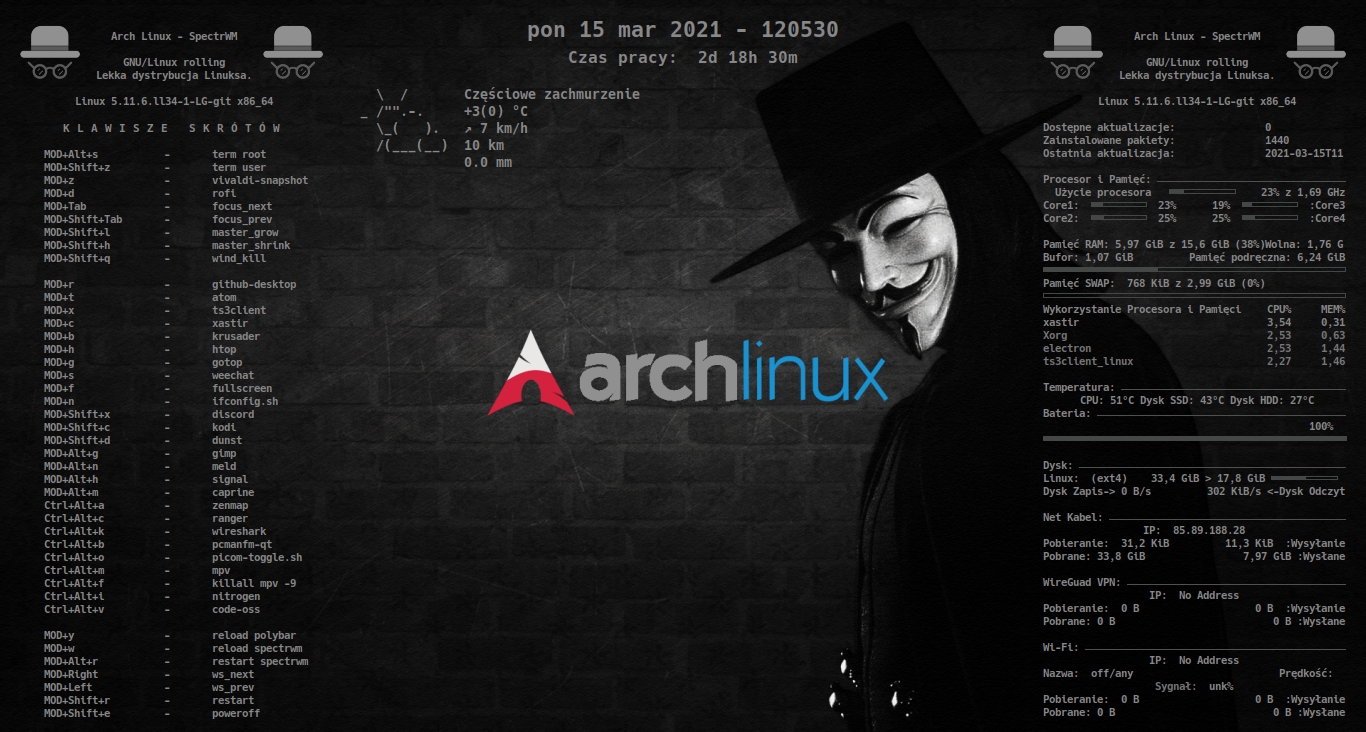 pon 15 mar 2021 - 120530
Czas pracy: 2d 18h 30m
Arch Linux - SpectrWM
GNU/Linux rolling
Lekka dystrybucja Linuksa.
Linux 5.11.6.ll34-1-LG-git x86_64
K L A W I S Z E S K R Ó T Ó W
MOD+Alt+s - term root
MOD+Shift+z - term user
MOD+z - vivaldi-snapshot
MOD+d - rofi
MOD+Tab - focus_next
MOD+Shift+Tab - focus_prev
MOD+Shift+l - master_grow
MOD+Shift+h - master_shrink
MOD+Shift+q - wind_kill
MOD+r - github-desktop
MOD+t - atom
MOD+x - ts3client
MOD+c - xastir
MOD+b - krusader
MOD+h - htop
MOD+g - gotop
MOD+s - weechat
MOD+f - fullscreen
MOD+n - ifconfig.sh
MOD+Shift+x - discord
MOD+Shift+c - kodi
MOD+Shift+d - dunst
MOD+Alt+g - gimp
MOD+Alt+n - meld
MOD+Alt+h - signal
MOD+Alt+m - caprine
Ctrl+Alt+a - zenmap
Ctrl+Alt+c - ranger
Ctrl+Alt+k - wireshark
Ctrl+Alt+b - pcmanfm-qt
Ctrl+Alt+o - picom-toggle.sh
Ctrl+Alt+m - mpv
Ctrl+Alt+f - killall mpv -9
Ctrl+Alt+i - nitrogen
Ctrl+Alt+v - code-oss
MOD+y - reload polybar
MOD+w - reload spectrwm
MOD+Alt+r - restart spectrwm
MOD+Right - ws_next
MOD+Left - ws_prev
MOD+Shift+r - restart
MOD+Shift+e - poweroff
\ / Częściowe zachmurzenie
_ /"".-. +3(0) °C
\_( ). ↗ 7 km/h
/(___(__) 10 km
0.0 mm
archlinux
Arch Linux - SpectrWM
GNU/Linux rolling
Lekka dystrybucja Linuksa.
Linux 5.11.6.ll34-1-LG-git x86_64
Dostępne aktualizacje: 0
Zainstalowane pakiety: 1440
Ostatnia aktualizacja: 2021-03-15T11
Procesor i Pamięć:
Użycie procesora 23% z 1,69 GHz
Core1: 23% 19% :Core3
Core2: 25% 25% :Core4
Pamięć RAM: 5,97 GiB z 15,6 GiB (38%)Wolna: 1,76 G
Bufor: 1,07 GiB Pamięć podręczna: 6,24 GiB
Pamięć SWAP: 768 KiB z 2,99 GiB (0%)
Wykorzystanie Procesora i Pamięci CPU% MEM%
xastir 3,54 0,31
Xorg 2,53 0,63
electron 2,53 1,44
ts3client_linux 2,27 1,46
Temperatura:
CPU: 51°C Dysk SSD: 43°C Dysk HDD: 27°C
Bateria:
100%
Dysk:
Linux: (ext4) 33,4 GiB > 17,8 GiB
Dysk Zapis-> 0 B/s 302 KiB/s <-Dysk Odczyt
Net Kabel:
IP: 85.89.188.28
Pobieranie: 31,2 KiB 11,3 KiB :Wysyłanie
Pobrane: 33,8 GiB 7,97 GiB :Wysłane
WireGuad VPN:
IP: No Address
Pobieranie: 0 B 0 B :Wysyłanie
Pobrane: 0 B 0 B :Wysłane
Wi-Fi:
IP: No Address
Nazwa: off/any Prędkość:
Sygnał: unk%
Pobieranie: 0 B 0 B :Wysyłanie
Pobrane: 0 B 0 B :Wysłane